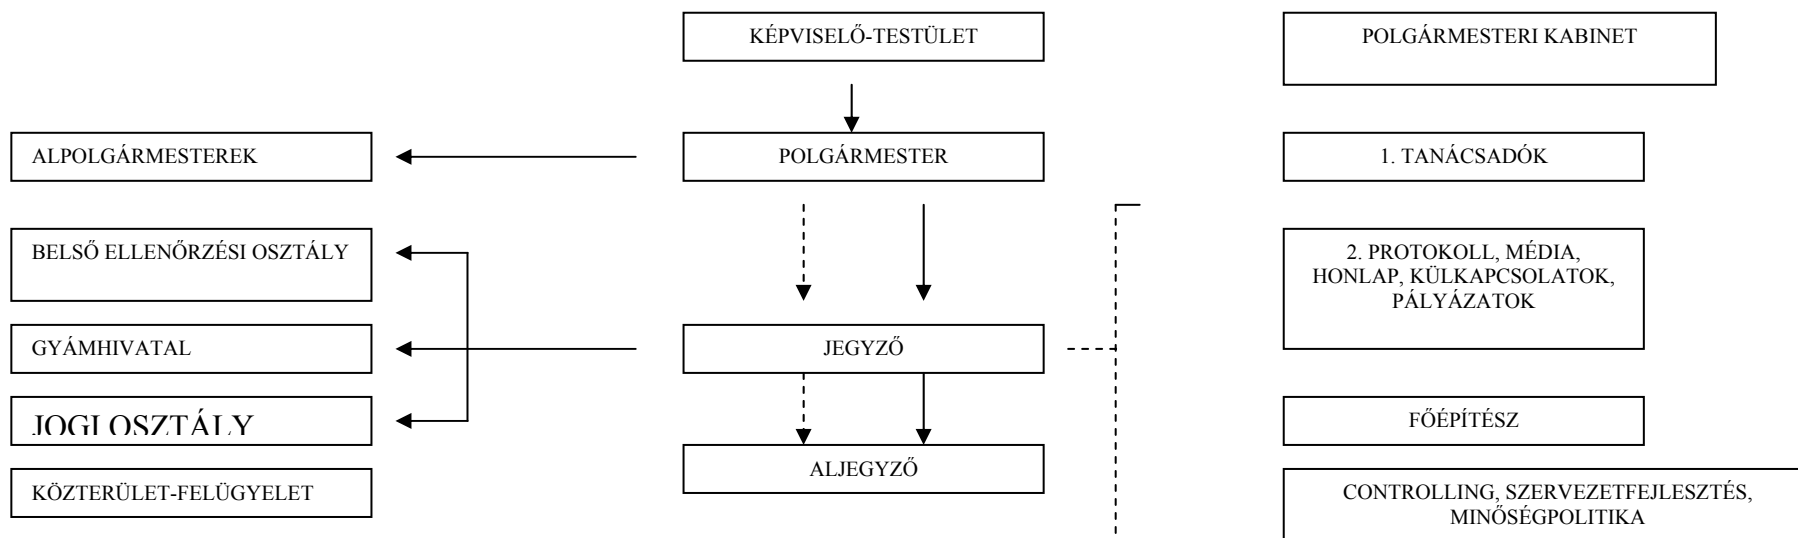 KÉPVISELŐ-TESTÜLET
POLGÁRMESTERI KABINET
ALPOLGÁRMESTEREK
POLGÁRMESTER
1. TANÁCSADÓK
BELSŐ ELLENŐRZÉSI OSZTÁLY
2. PROTOKOLL, MÉDIA,
HONLAP, KÜLKAPCSOLATOK,
PÁLYÁZATOK
GYÁMHIVATAL
JEGYZŐ
JOGI OSZTÁLY
FŐÉPÍTÉSZ
ALJEGYZŐ
KÖZTERÜLET-FELÜGYELET
CONTROLLING, SZERVEZETFEJLESZTÉS,
MINŐSÉGPOLITIKA